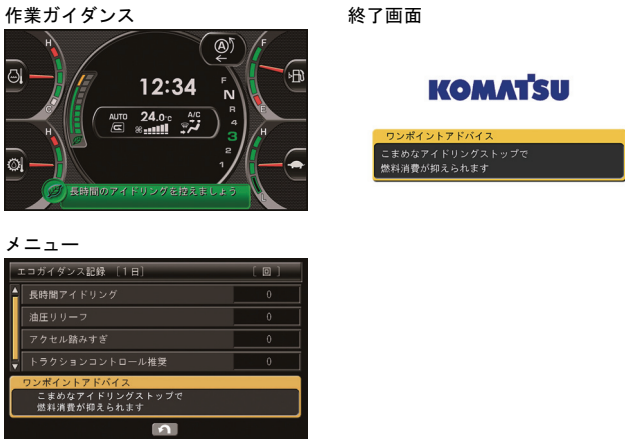 作業ガイダンス
H
H
F
H
C
E
L
(A)
12:34
F
N
R
4
3
2
1
AUTO
24.0℃
A/C
長時間のアイドリングを控えましょう
終了画面
KOMATSU
ワンポイントアドバイス
こまめなアイドリングストップで
燃料消費が抑えられます
メニュー
エコガイダンス記録 [1日] [回]
長時間アイドリング 0
油圧リリーフ 0
アクセル踏みすぎ 0
トラクションコントロール推奨 0
ワンポイントアドバイス
こまめなアイドリングストップで
燃料消費が抑えられます